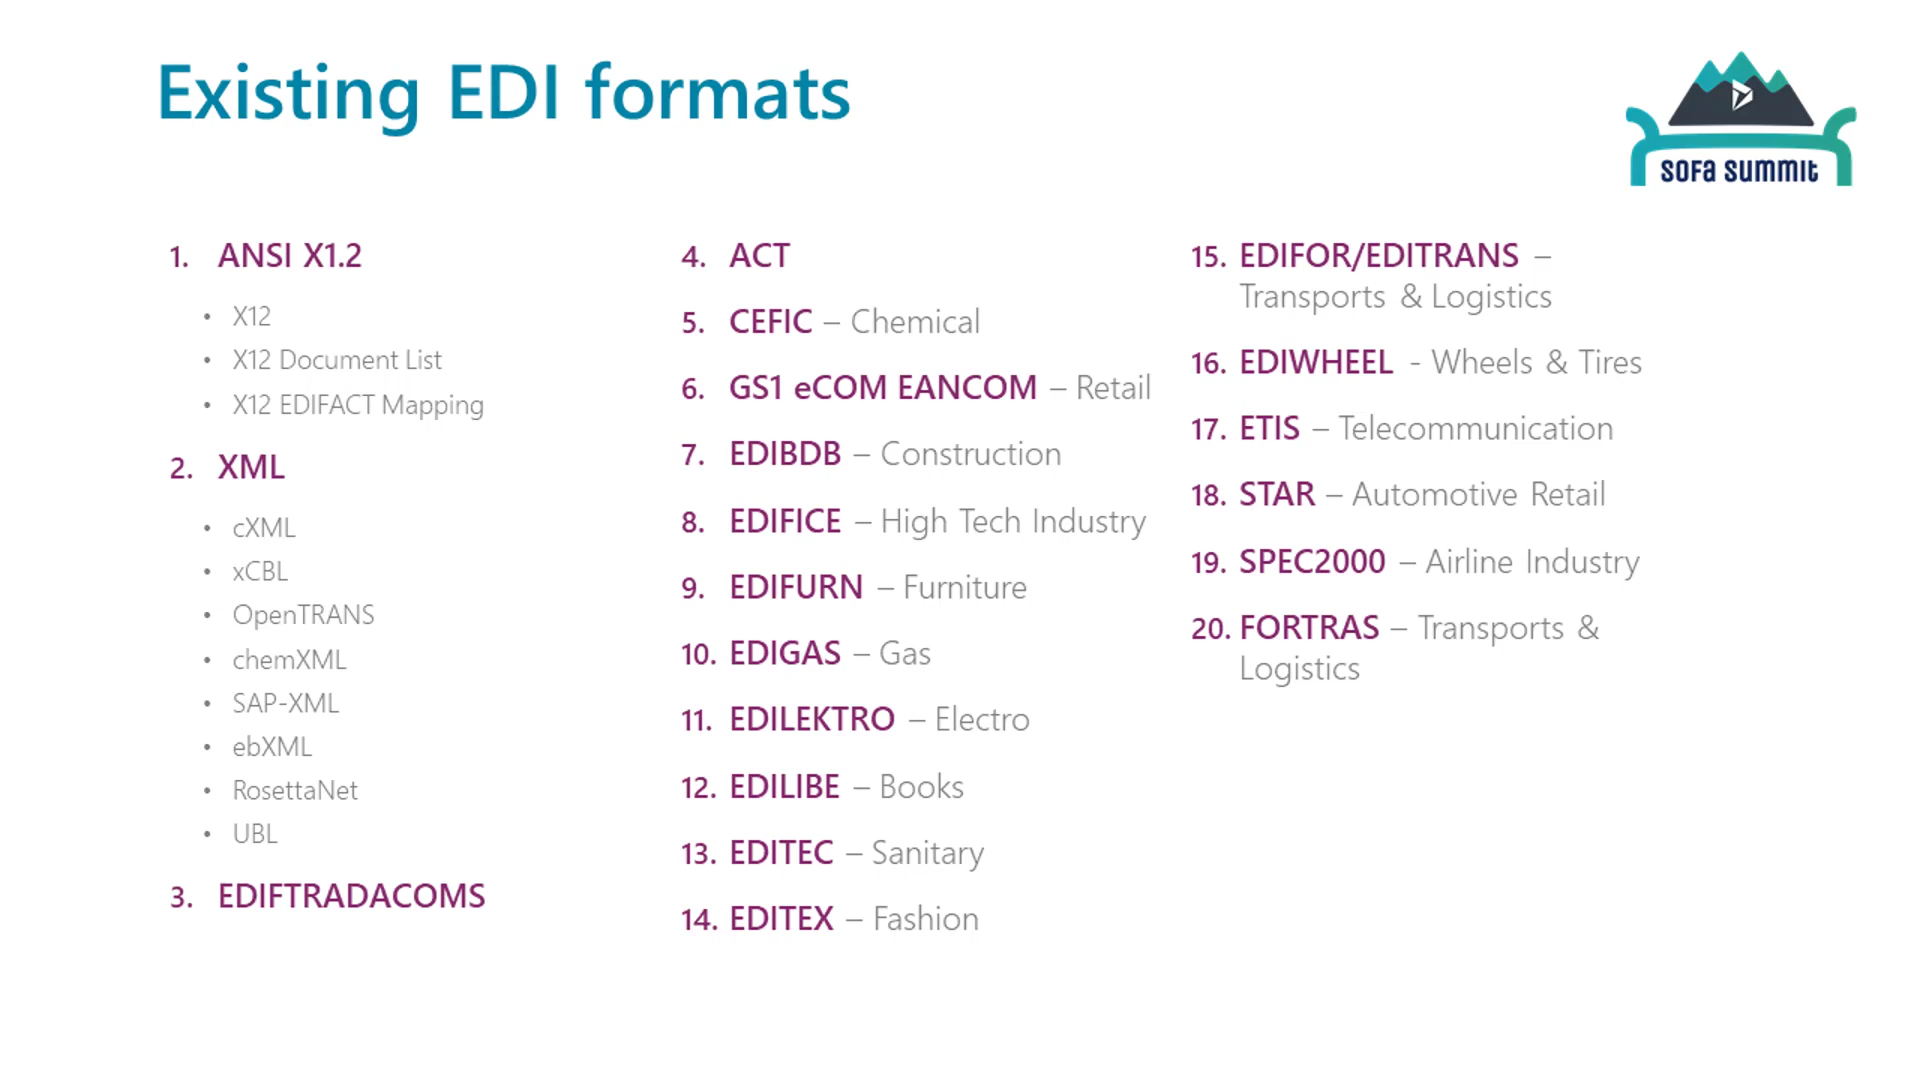 Existing EDI formats
SOFa SUMMIT
1. ANSI X1.2
• X12
• X12 Document List
• X12 EDIFACT Mapping
2. XML
• cXML
• xCBL
• OpenTRANS
• chemXML
• SAP-XML
• ebXML
• RosettaNet
• UBL
3. EDIFTRADACOMS
4. ACT
5. CEFIC – Chemical
6. GS1 eCOM EANCOM – Retail
7. EDIBDB – Construction
8. EDIFICE – High Tech Industry
9. EDIFURN – Furniture
10. EDIGAS – Gas
11. EDILEKTRO – Electro
12. EDILIBE – Books
13. EDITEC – Sanitary
14. EDITEX – Fashion
15. EDIFOR/EDITRANS –
Transports & Logistics
16. EDIWHEEL - Wheels & Tires
17. ETIS – Telecommunication
18. STAR – Automotive Retail
19. SPEC2000 – Airline Industry
20. FORTRAS – Transports &
Logistics